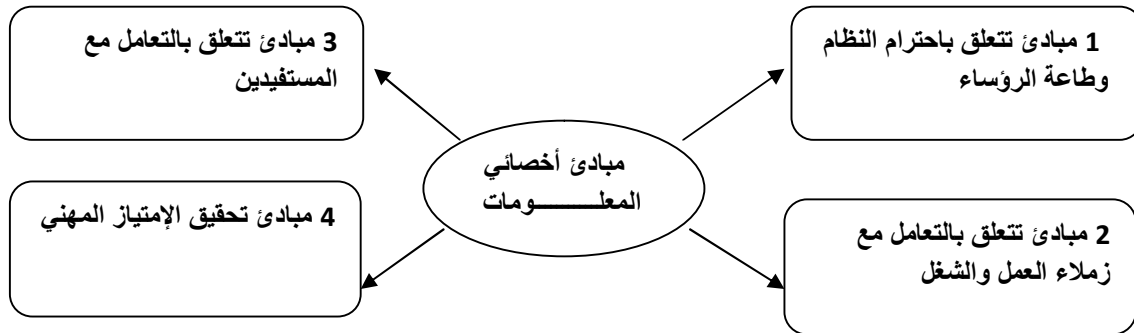 1 مبادئ تتعلق باحترام النظام
وطاعة الرؤساء
3 مبادئ تتعلق بالتعامل مع
المستفيدين
مبادئ أخصائي
المعلـــــــــومات
2 مبادئ تتعلق بالتعامل مع
زملاء العمل والشغل
4 مبادئ تحقيق الإمتياز المهني